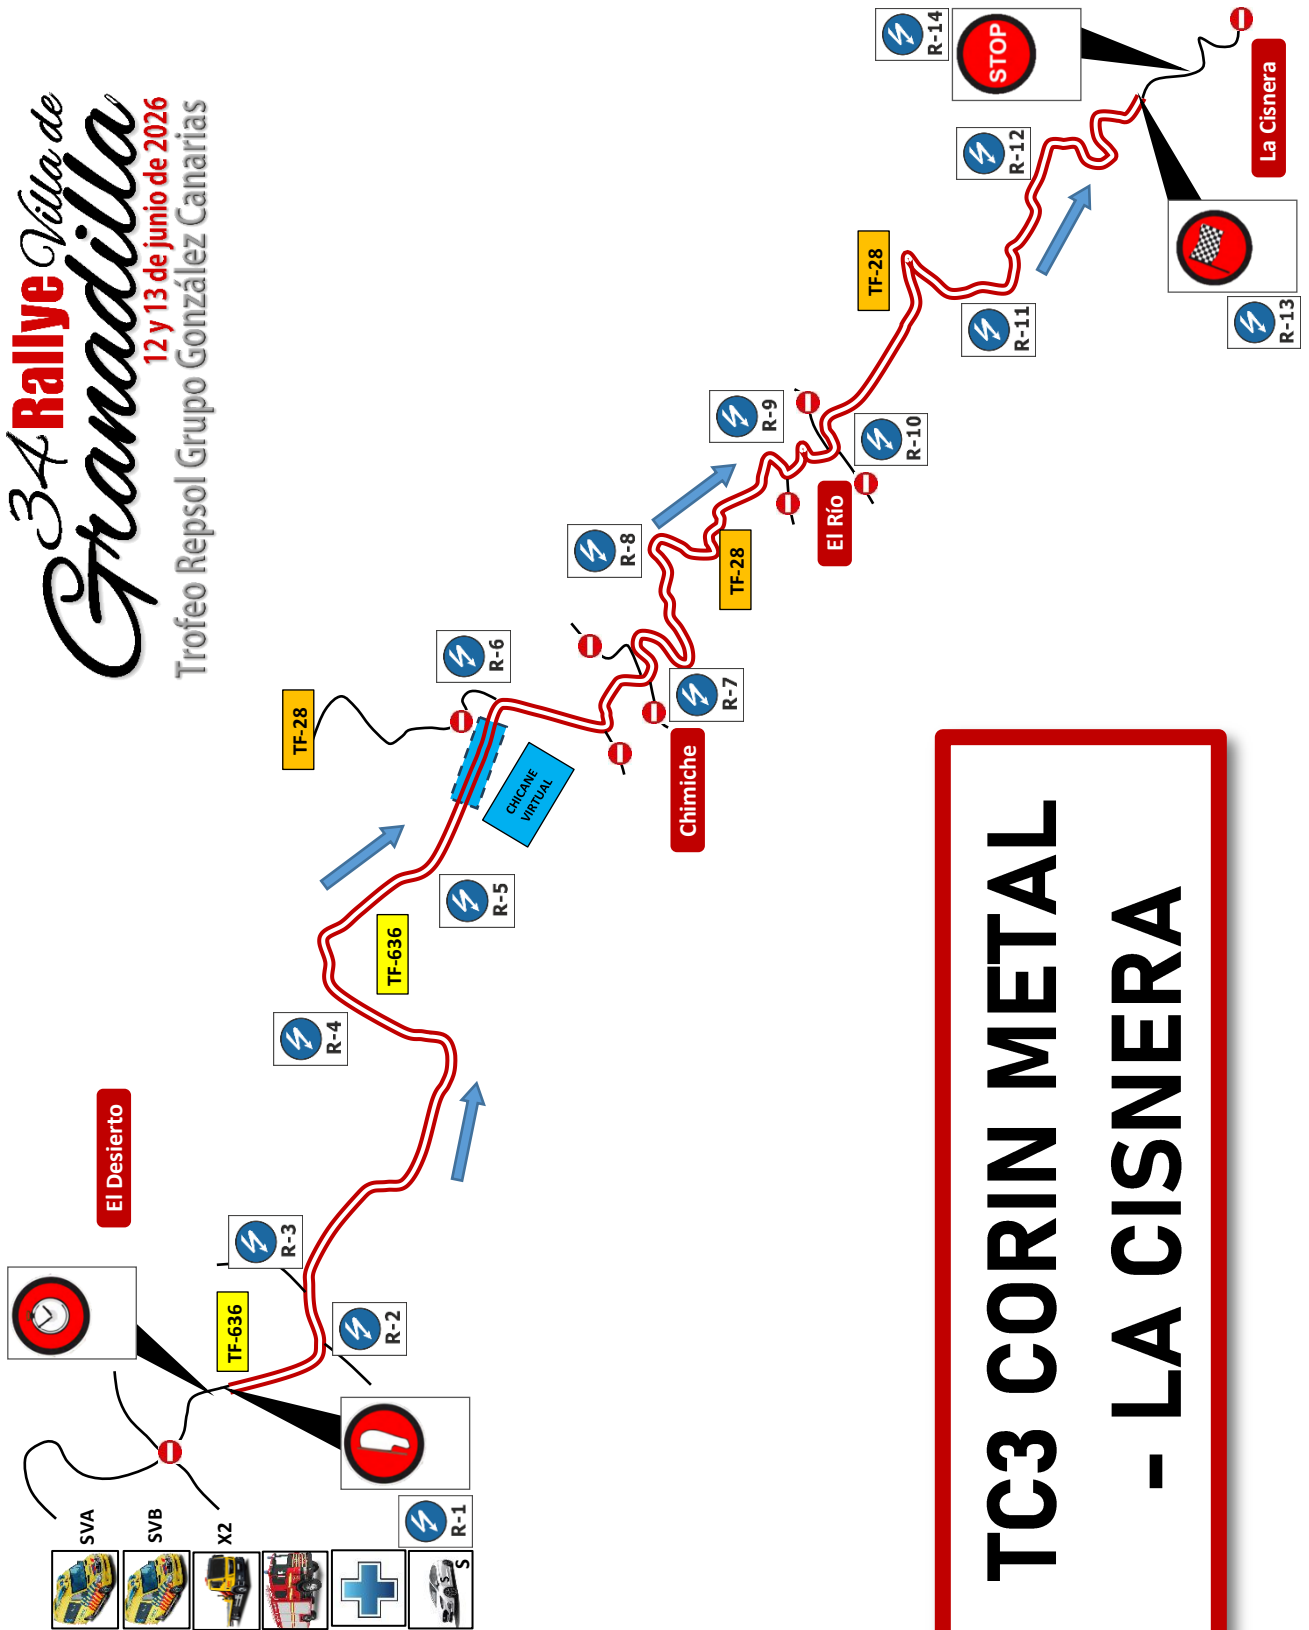 34 Rallye Villa de
Granadilla
12 y 13 de junio de 2026
Trofeo Repsol Grupo González Canarias
SVA
SVB
X2
S
S
R-1
El Desierto
TF-636
R-2
R-3
R-4
TF-636
R-5
TF-28
CHICANE
VIRTUAL
R-6
Chimiche
R-7
R-8
TF-28
El Río
R-9
R-10
TF-28
R-11
R-12
R-13
R-14
STOP
La Cisnera
TC3 CORIN METAL
- LA CISNERA